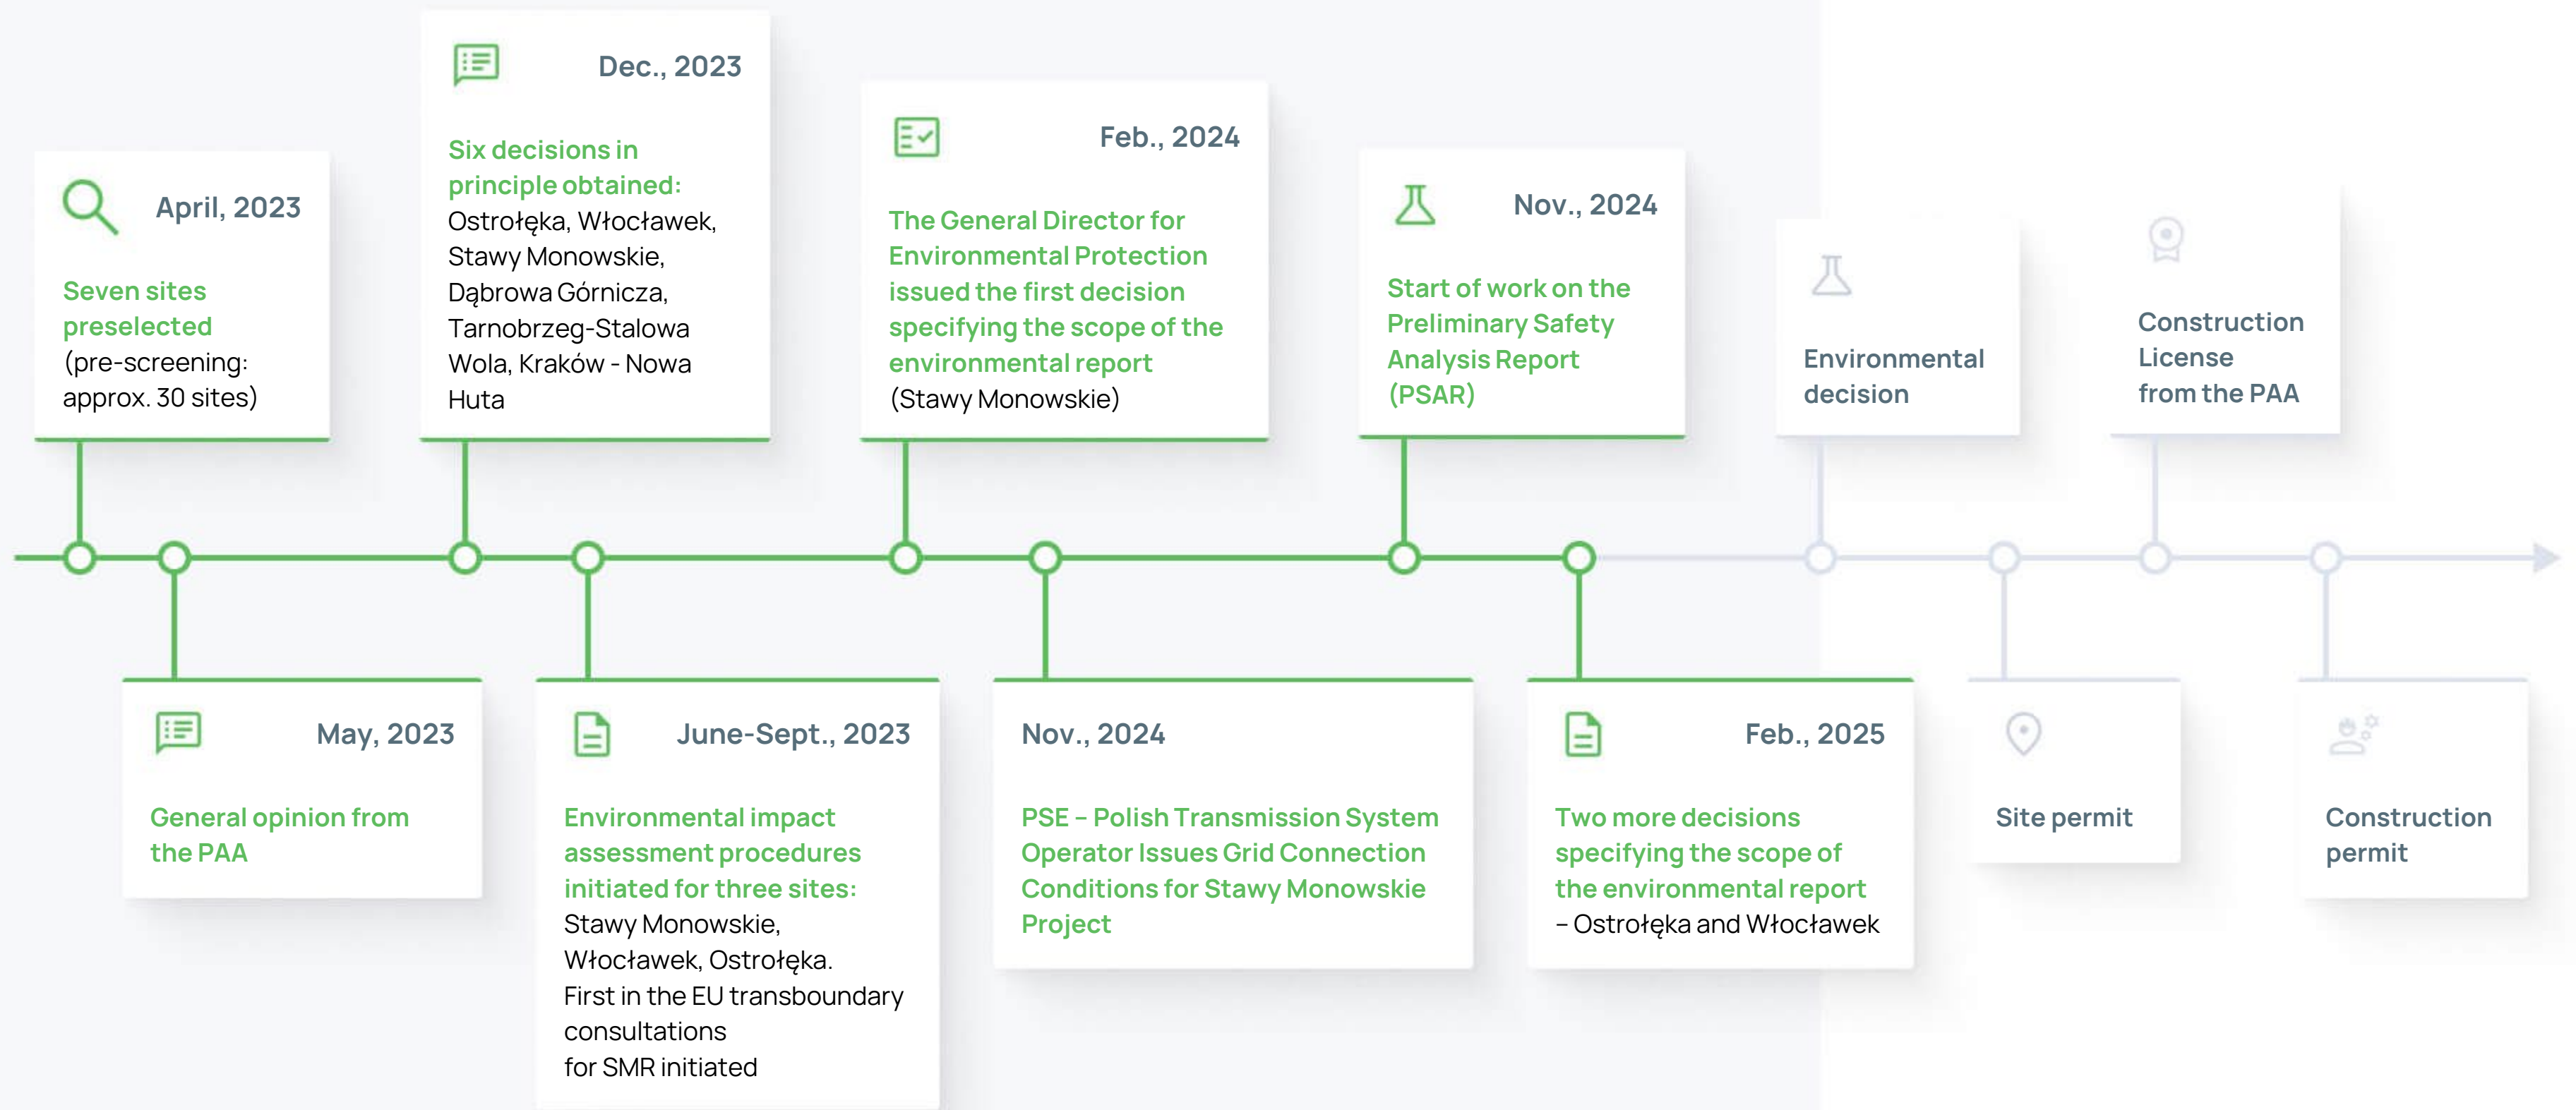 April, 2023
Seven sites
preselected
(pre-screening:
approx. 30 sites)
May, 2023
General opinion from
the PAA
Dec., 2023
Six decisions in
principle obtained:
Ostrołęka, Włocławek,
Stawy Monowskie,
Dąbrowa Górnicza,
Tarnobrzeg-Stalowa
Wola, Kraków - Nowa
Huta
June-Sept., 2023
Environmental impact
assessment procedures
initiated for three sites:
Stawy Monowskie,
Włocławek, Ostrołęka.
First in the EU transboundary
consultations
for SMR initiated
Feb., 2024
The General Director for
Environmental Protection
issued the first decision
specifying the scope of the
environmental report
(Stawy Monowskie)
Nov., 2024
PSE – Polish Transmission System
Operator Issues Grid Connection
Conditions for Stawy Monowskie
Project
Nov., 2024
Start of work on the
Preliminary Safety
Analysis Report
(PSAR)
Feb., 2025
Two more decisions
specifying the scope of
the environmental report
– Ostrołęka and Włocławek
Environmental
decision
Site permit
Construction
License
from the PAA
Construction
permit